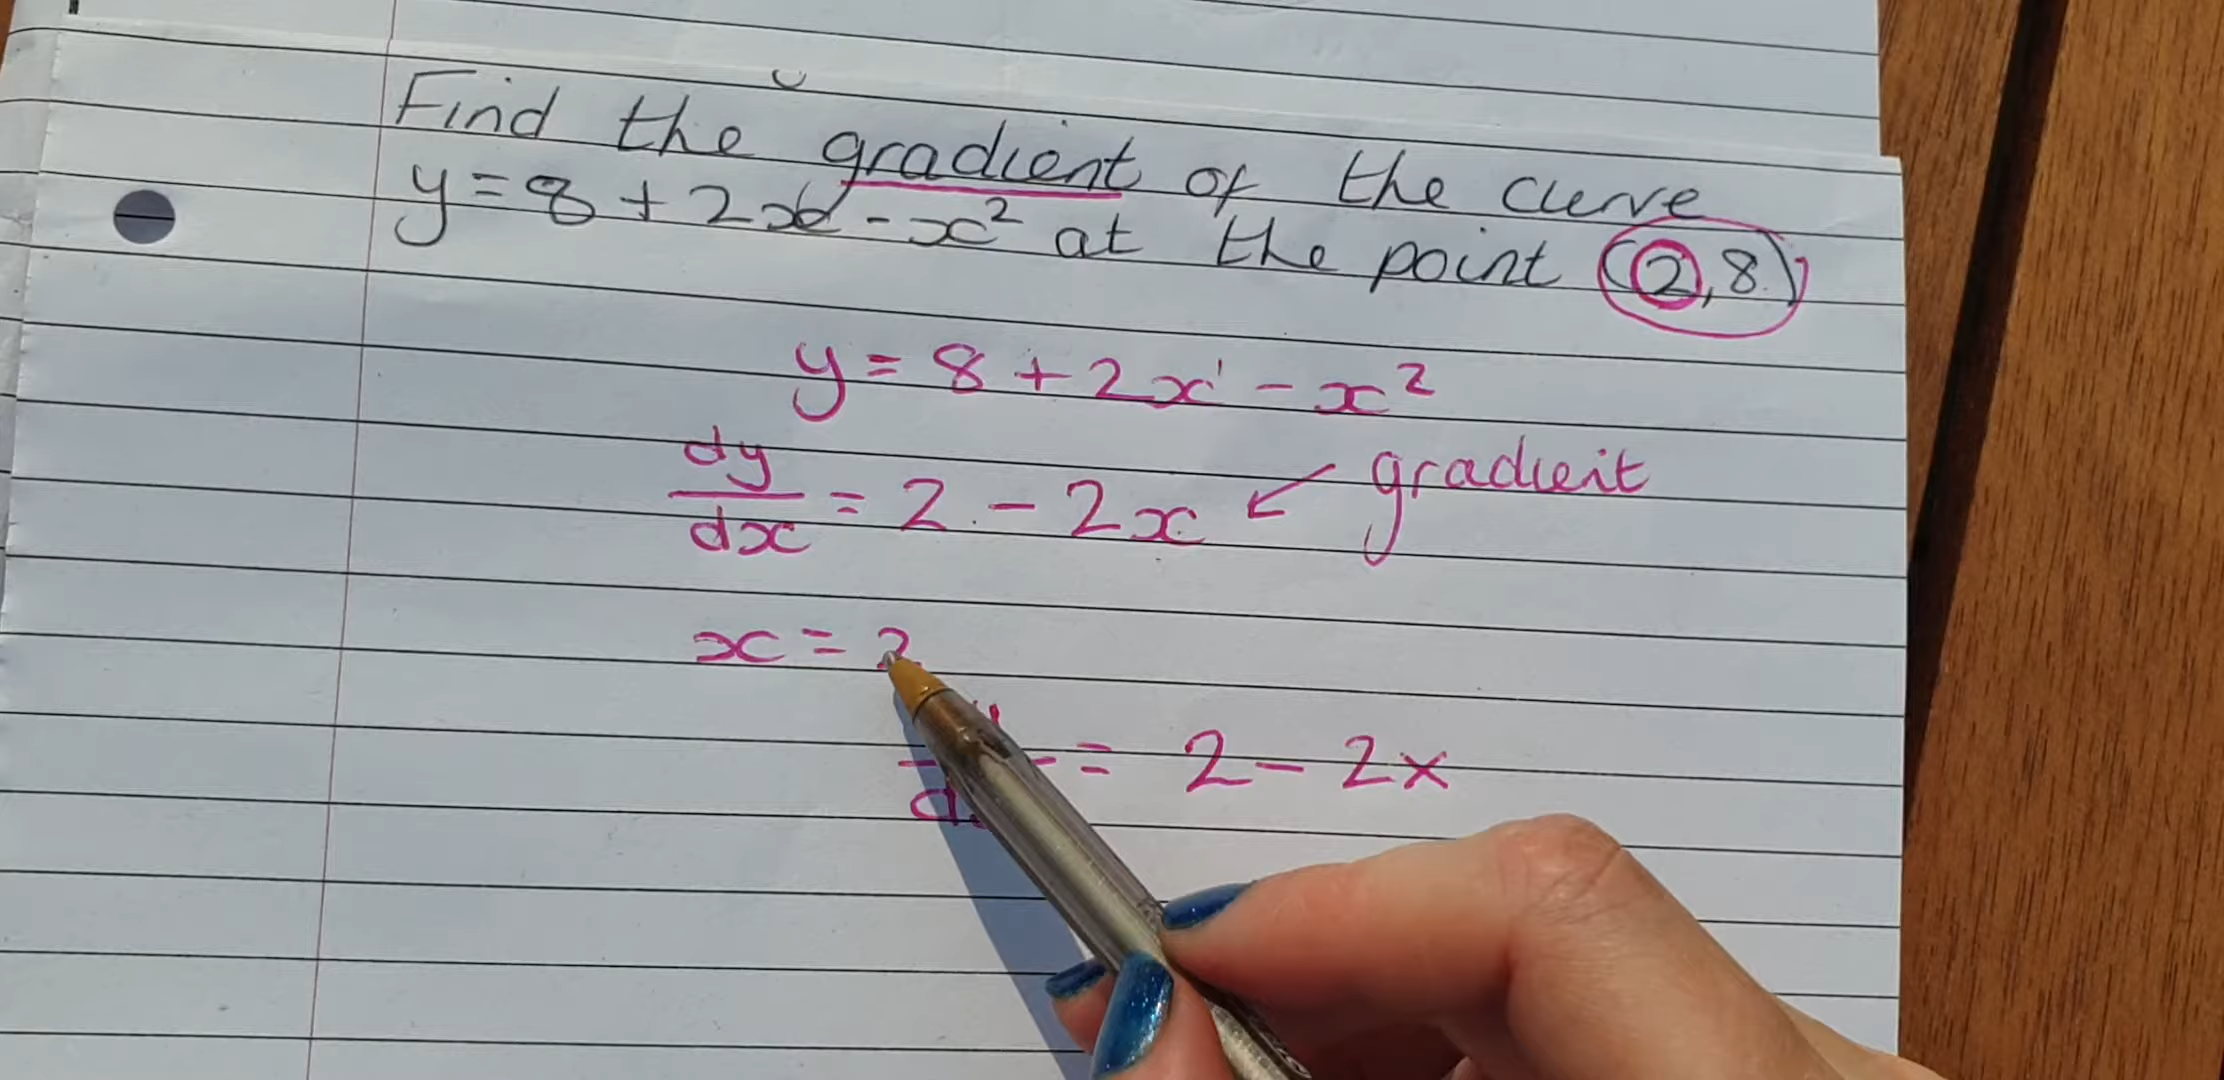 Find the gradient of the curve
y = 8 + 2x - x² at the point (2, 8)
y = 8 + 2x¹ - x²
dy/dx = 2 - 2x ← gradient
x = 2
= 2 - 2x